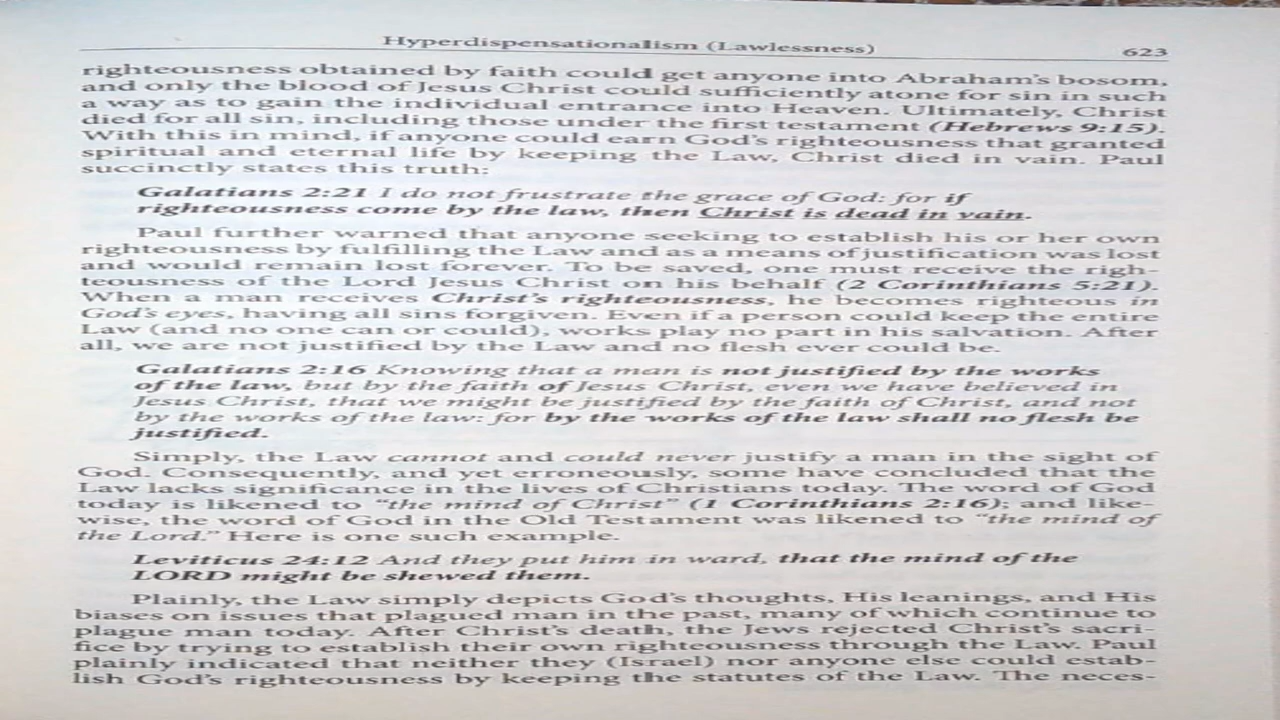 Hyperdispensationalism (Lawlessness) 623
righteousness obtained by faith could get anyone into Abraham's bosom,
and only the blood of Jesus Christ could sufficiently atone for sin in such
a way as to gain the individual entrance into Heaven. Ultimately, Christ
died for all sin, including those under the first testament (Hebrews 9:15).
With this in mind, if anyone could earn God's righteousness that granted
spiritual and eternal life by keeping the Law, Christ died in vain. Paul
succinctly states this truth:
Galatians 2:21 I do not frustrate the grace of God: for if
righteousness come by the law, then Christ is dead in vain.
Paul further warned that anyone seeking to establish his or her own
righteousness by fulfilling the Law and as a means of justification was lost
and would remain lost forever. To be saved, one must receive the righ-
teousness of the Lord Jesus Christ on his behalf (2 Corinthians 5:21).
When a man receives Christ's righteousness, he becomes righteous in
God's eyes, having all sins forgiven. Even if a person could keep the entire
Law (and no one can or could), works play no part in his salvation. After
all, we are not justified by the Law and no flesh ever could be.
Galatians 2:16 Knowing that a man is not justified by the works
of the law, but by the faith of Jesus Christ, even we have believed in
Jesus Christ, that we might be justified by the faith of Christ, and not
by the works of the law: for by the works of the law shall no flesh be
justified.
Simply, the Law cannot and could never justify a man in the sight of
God. Consequently, and yet erroneously, some have concluded that the
Law lacks significance in the lives of Christians today. The word of God
today is likened to "the mind of Christ" (1 Corinthians 2:16); and like-
wise, the word of God in the Old Testament was likened to "the mind of
the Lord." Here is one such example.
Leviticus 24:12 And they put him in ward, that the mind of the
LORD might be shewed them.
Plainly, the Law simply depicts God's thoughts, His leanings, and His
biases on issues that plagued man in the past, many of which continue to
plague man today. After Christ's death, the Jews rejected Christ's sacri-
fice by trying to establish their own righteousness through the Law. Paul
plainly indicated that neither they (Israel) nor anyone else could estab-
lish God's righteousness by keeping the statutes of the Law. The neces-